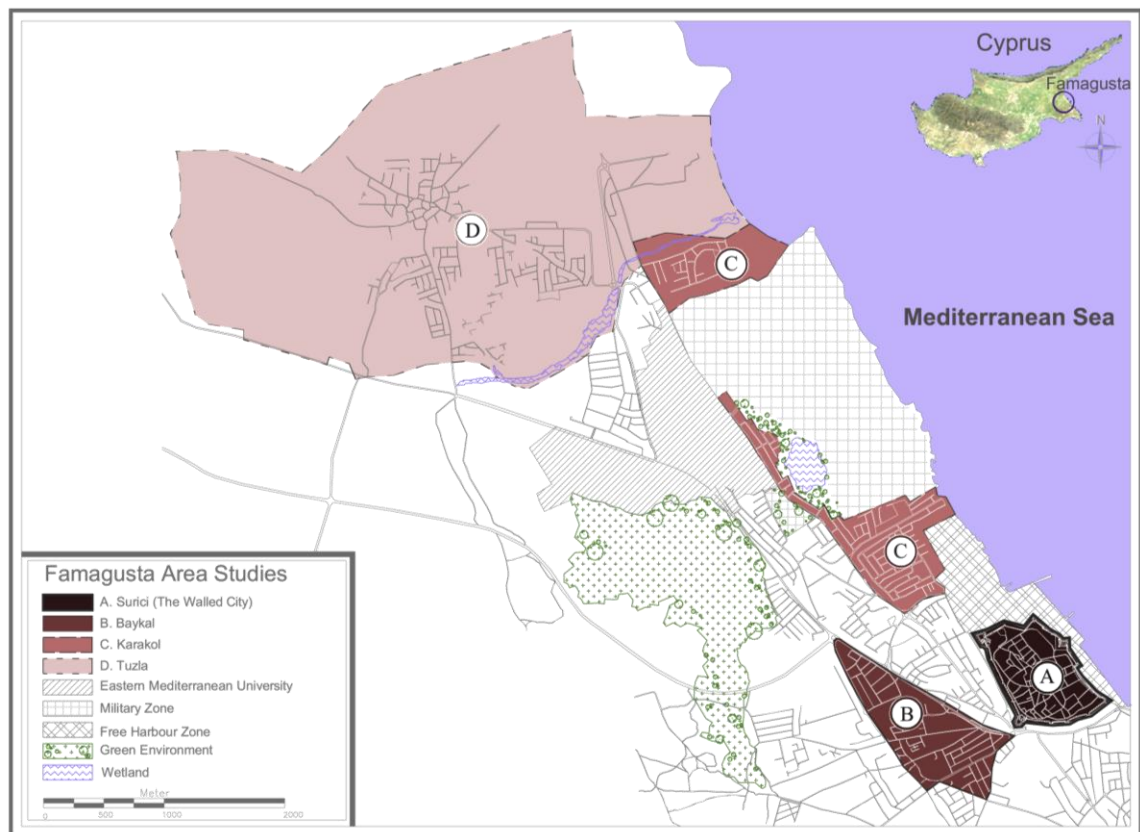 Cyprus
Famagusta
N
D
C
Mediterranean Sea
C
A
B
Famagusta Area Studies
A. Surici (The Walled City)
B. Baykal
C. Karakol
D. Tuzla
Eastern Mediterranean University
Military Zone
Free Harbour Zone
Green Environment
Wetland
Meter
0 500 1000 2000